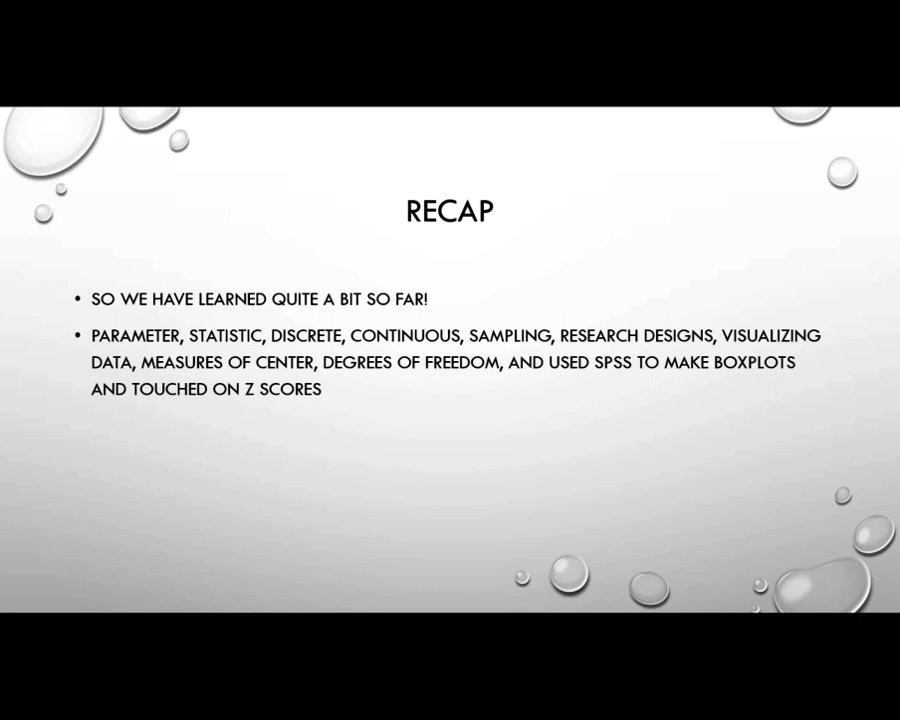 RECAP
• SO WE HAVE LEARNED QUITE A BIT SO FAR!
• PARAMETER, STATISTIC, DISCRETE, CONTINUOUS, SAMPLING, RESEARCH DESIGNS, VISUALIZING
DATA, MEASURES OF CENTER, DEGREES OF FREEDOM, AND USED SPSS TO MAKE BOXPLOTS
AND TOUCHED ON Z SCORES